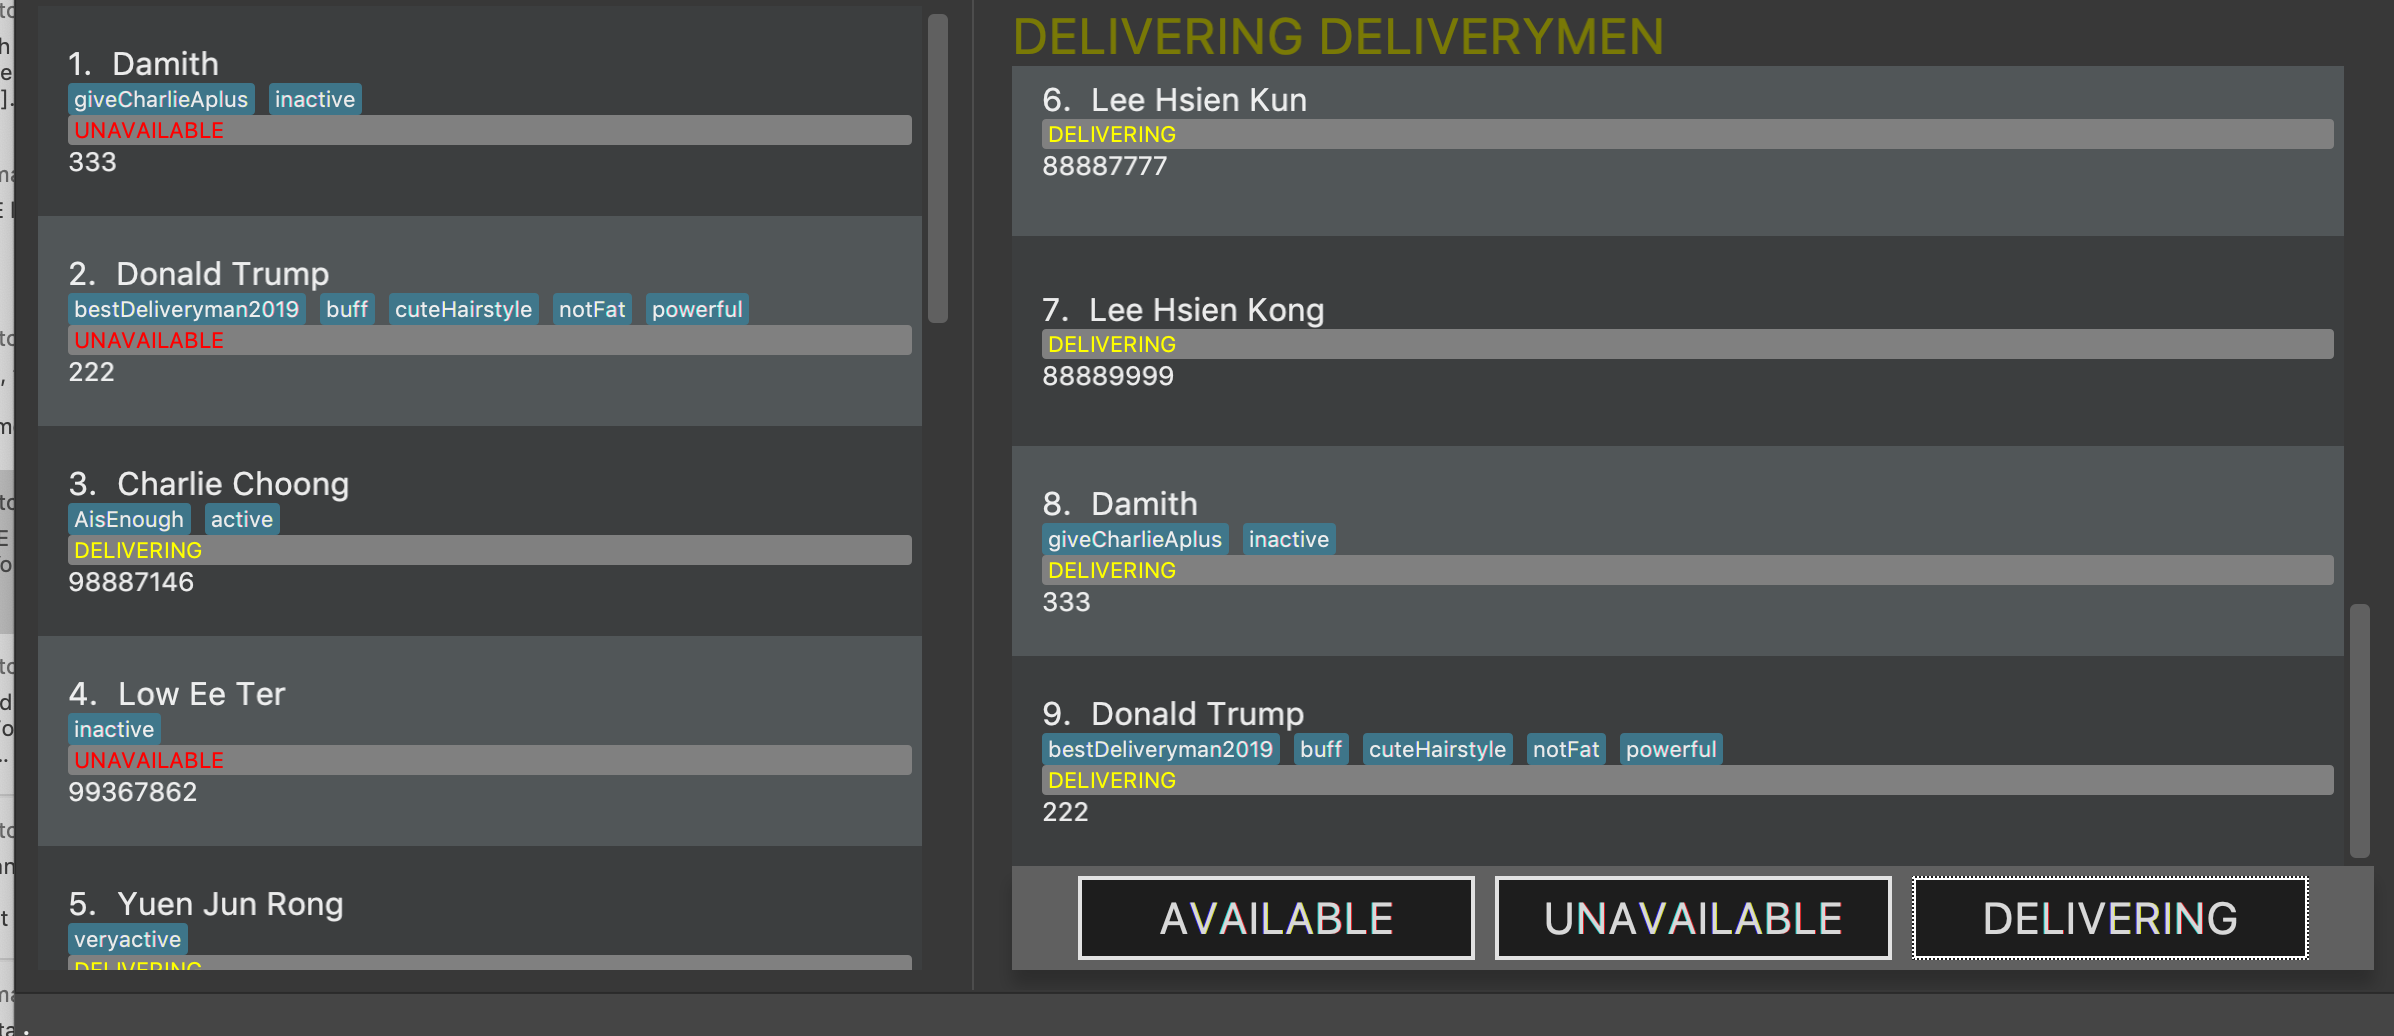 1. Damith
giveCharlieAplus inactive
UNAVAILABLE
333
2. Donald Trump
bestDeliveryman2019 buff cuteHairstyle notFat powerful
UNAVAILABLE
222
3. Charlie Choong
AisEnough active
DELIVERING
98887146
4. Low Ee Ter
inactive
UNAVAILABLE
99367862
5. Yuen Jun Rong
veryactive
DELIVERING
DELIVERING DELIVERYMEN
6. Lee Hsien Kun
DELIVERING
88887777
7. Lee Hsien Kong
DELIVERING
88889999
8. Damith
giveCharlieAplus inactive
DELIVERING
333
9. Donald Trump
bestDeliveryman2019 buff cuteHairstyle notFat powerful
DELIVERING
222
AVAILABLE UNAVAILABLE DELIVERING